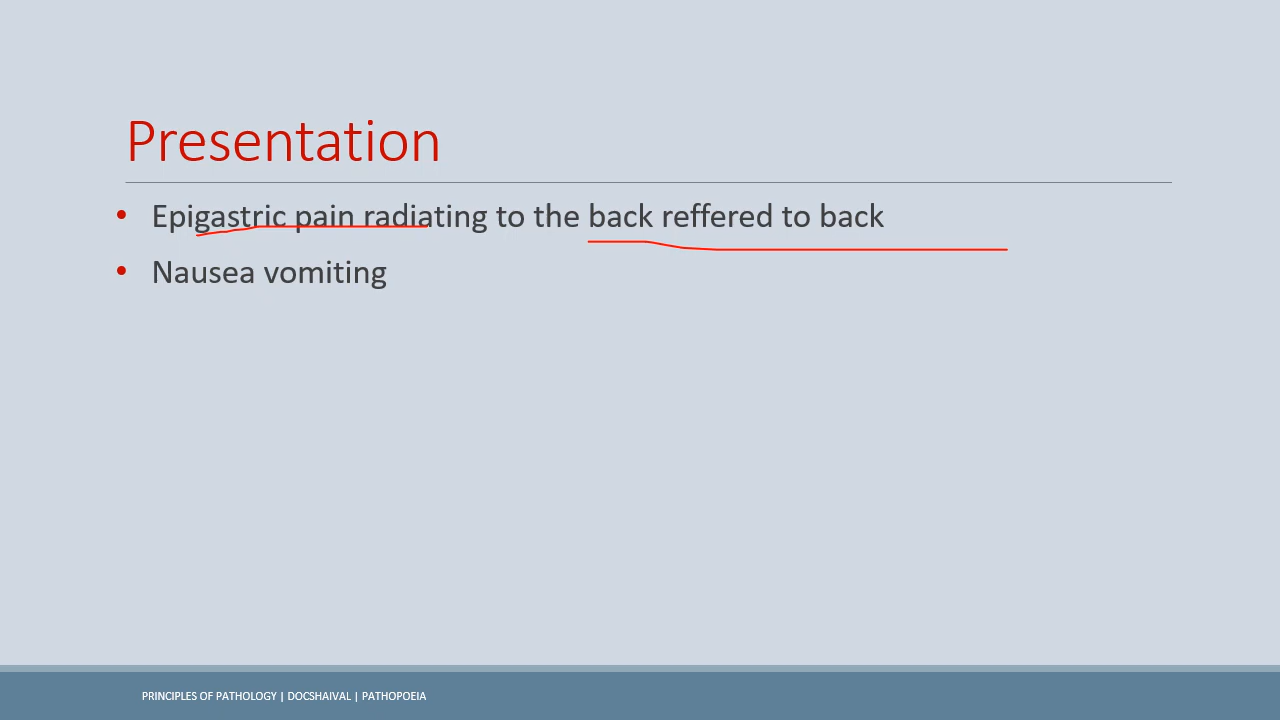 Presentation
• Epigastric pain radiating to the back reffered to back
• Nausea vomiting
PRINCIPLES OF PATHOLOGY | DOCSHAIVAL | PATHOPOEIA